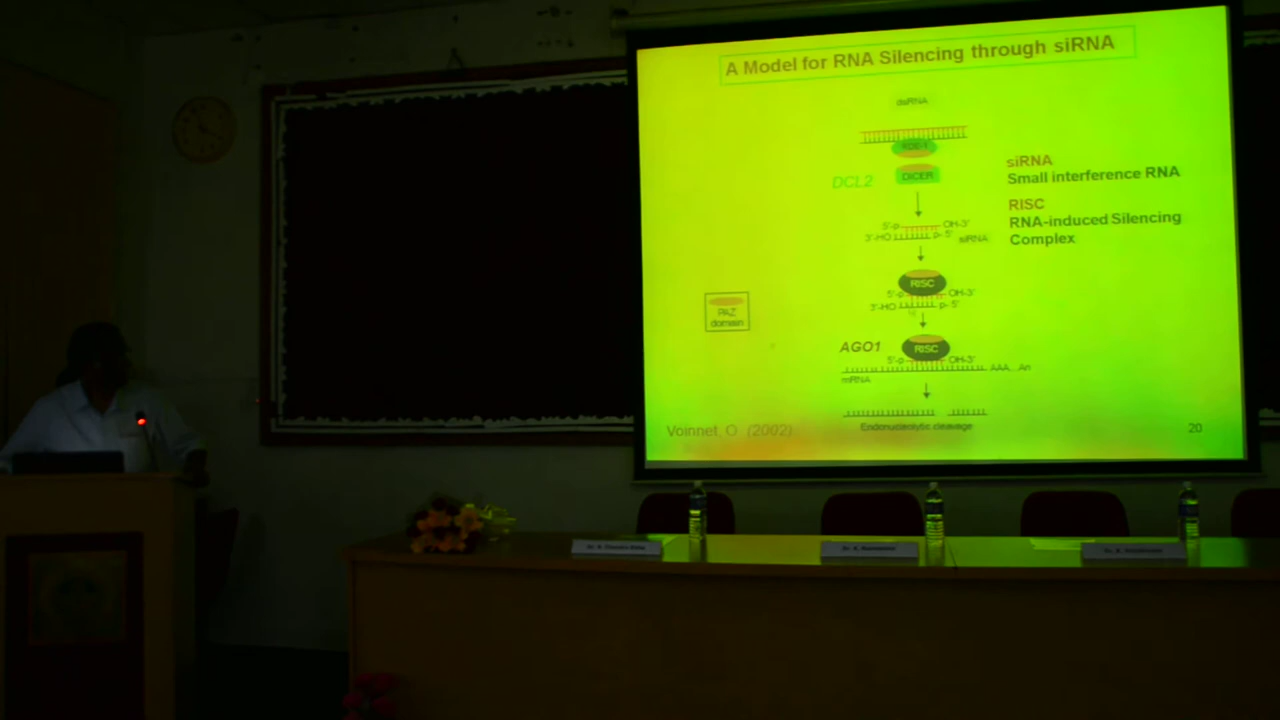 A Model for RNA Silencing through siRNA
dsRNA
RDE-4
DCL2
DICER
siRNA
Small interference RNA
RISC
RNA-induced Silencing
Complex
5'-p OH-3'
3'-HO p-5' siRNA
RISC
5'-p OH-3'
3'-HO p-5'
PAZ
domain
AGO1
RISC
5'-p OH-3'
AAA...An
mRNA
Endonucleolytic cleavage
Voinnet, O (2002)
20